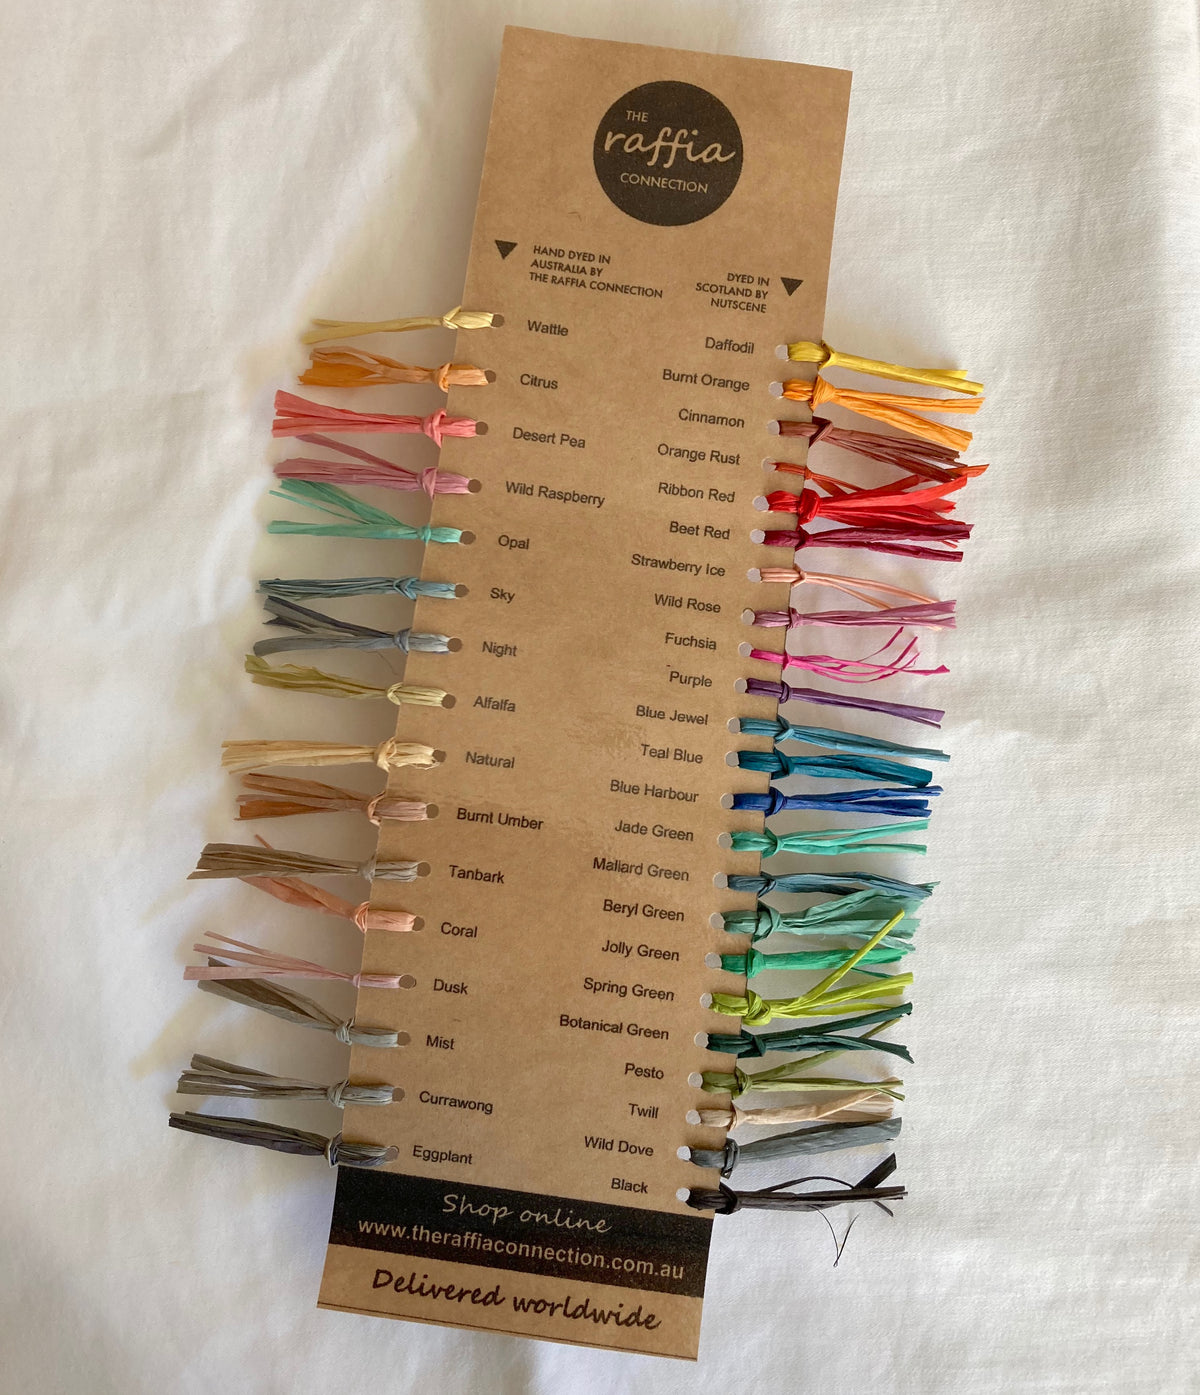 THE
raffia
CONNECTION
HAND DYED IN
AUSTRALIA BY
THE RAFFIA CONNECTION
DYED IN
SCOTLAND BY
NUTSCENE
Wattle
Citrus
Desert Pea
Wild Raspberry
Opal
Sky
Night
Alfalfa
Natural
Burnt Umber
Tanbark
Coral
Dusk
Mist
Currawong
Eggplant
Daffodil
Burnt Orange
Cinnamon
Orange Rust
Ribbon Red
Beet Red
Strawberry Ice
Wild Rose
Fuchsia
Purple
Blue Jewel
Teal Blue
Blue Harbour
Jade Green
Mallard Green
Beryl Green
Jolly Green
Spring Green
Botanical Green
Pesto
Twill
Wild Dove
Black
Shop online
www.theraffiaconnection.com.au
Delivered worldwide